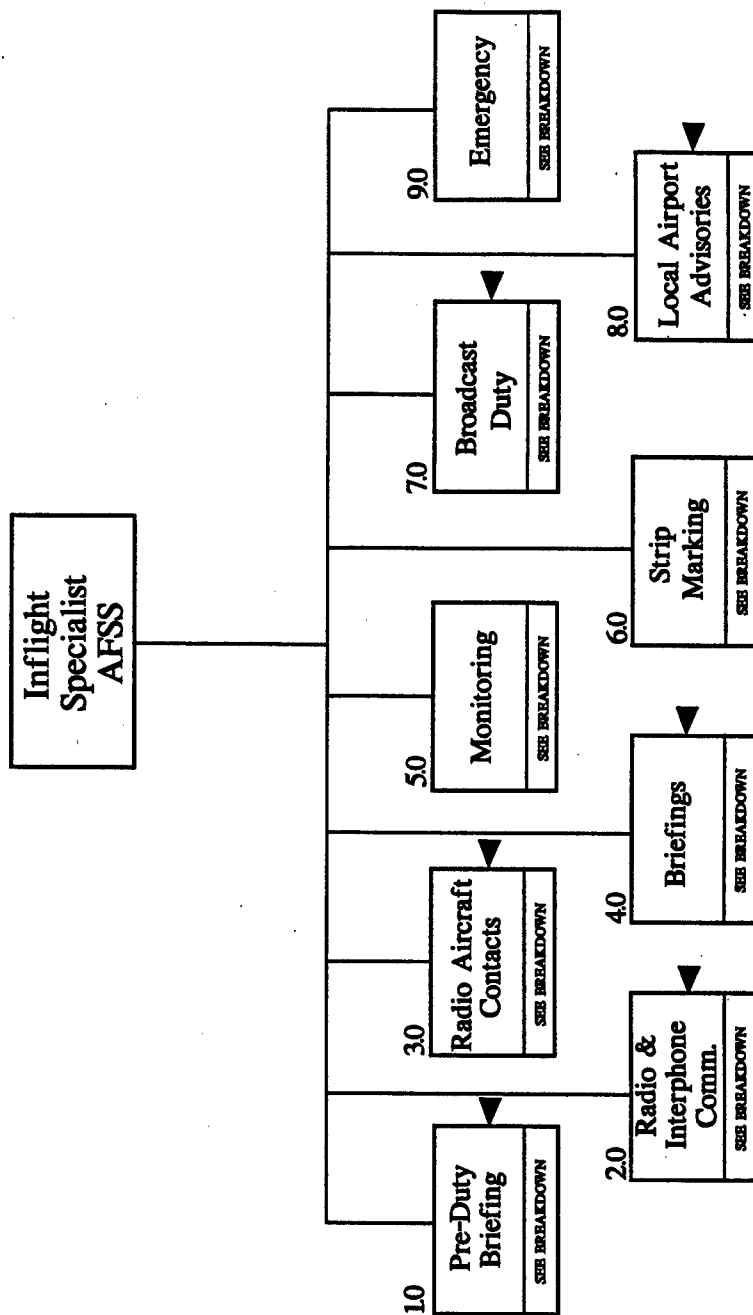 Inflight
Specialist
AFSS
1.0
Pre-Duty
Briefing
SEE BREAKDOWN
2.0
Radio &
Interphone
Comm.
SEE BREAKDOWN
3.0
Radio Aircraft
Contacts
SEE BREAKDOWN
4.0
Briefings
SEE BREAKDOWN
5.0
Monitoring
SEE BREAKDOWN
6.0
Strip
Marking
SEE BREAKDOWN
7.0
Broadcast
Duty
SEE BREAKDOWN
8.0
Local Airport
Advisories
SEE BREAKDOWN
9.0
Emergency
SEE BREAKDOWN